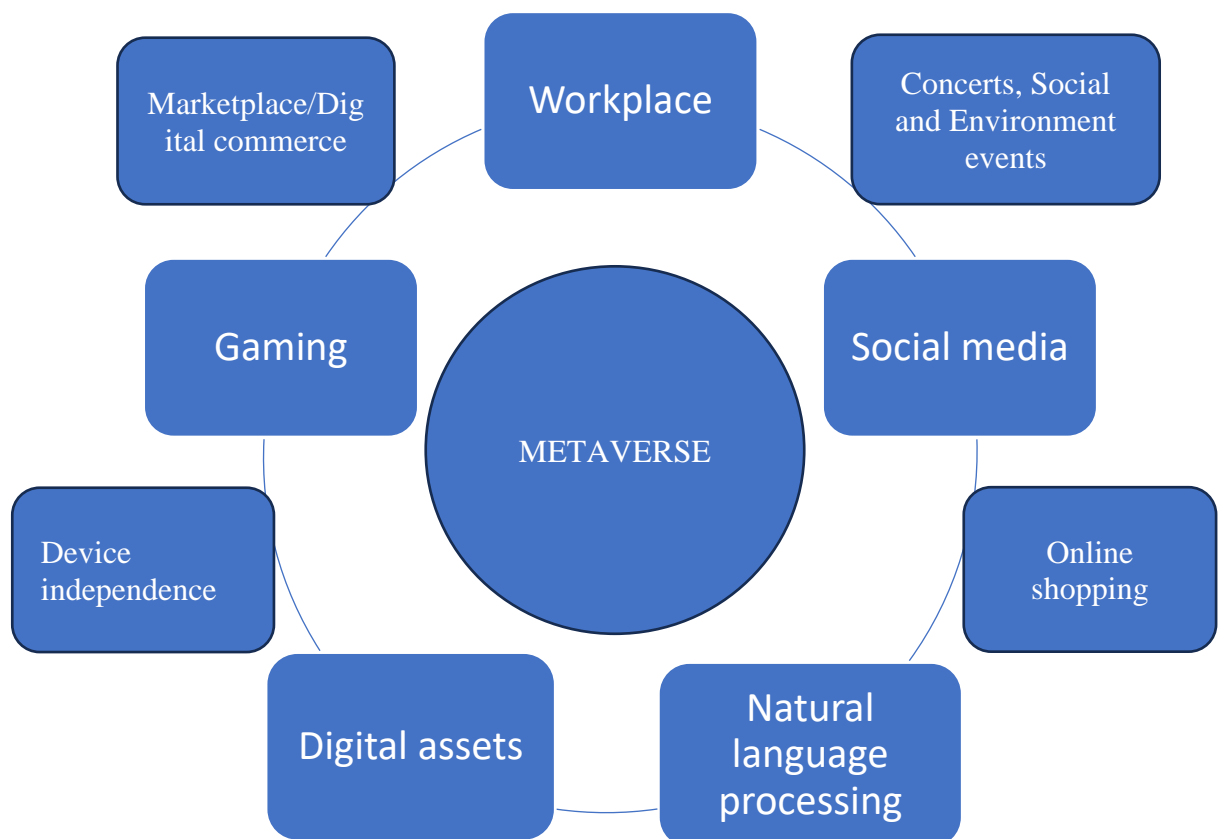 Workplace
Marketplace/Dig
ital commerce
Concerts, Social
and Environment
events
Gaming
Social media
METAVERSE
Device
independence
Online
shopping
Digital assets
Natural
language
processing